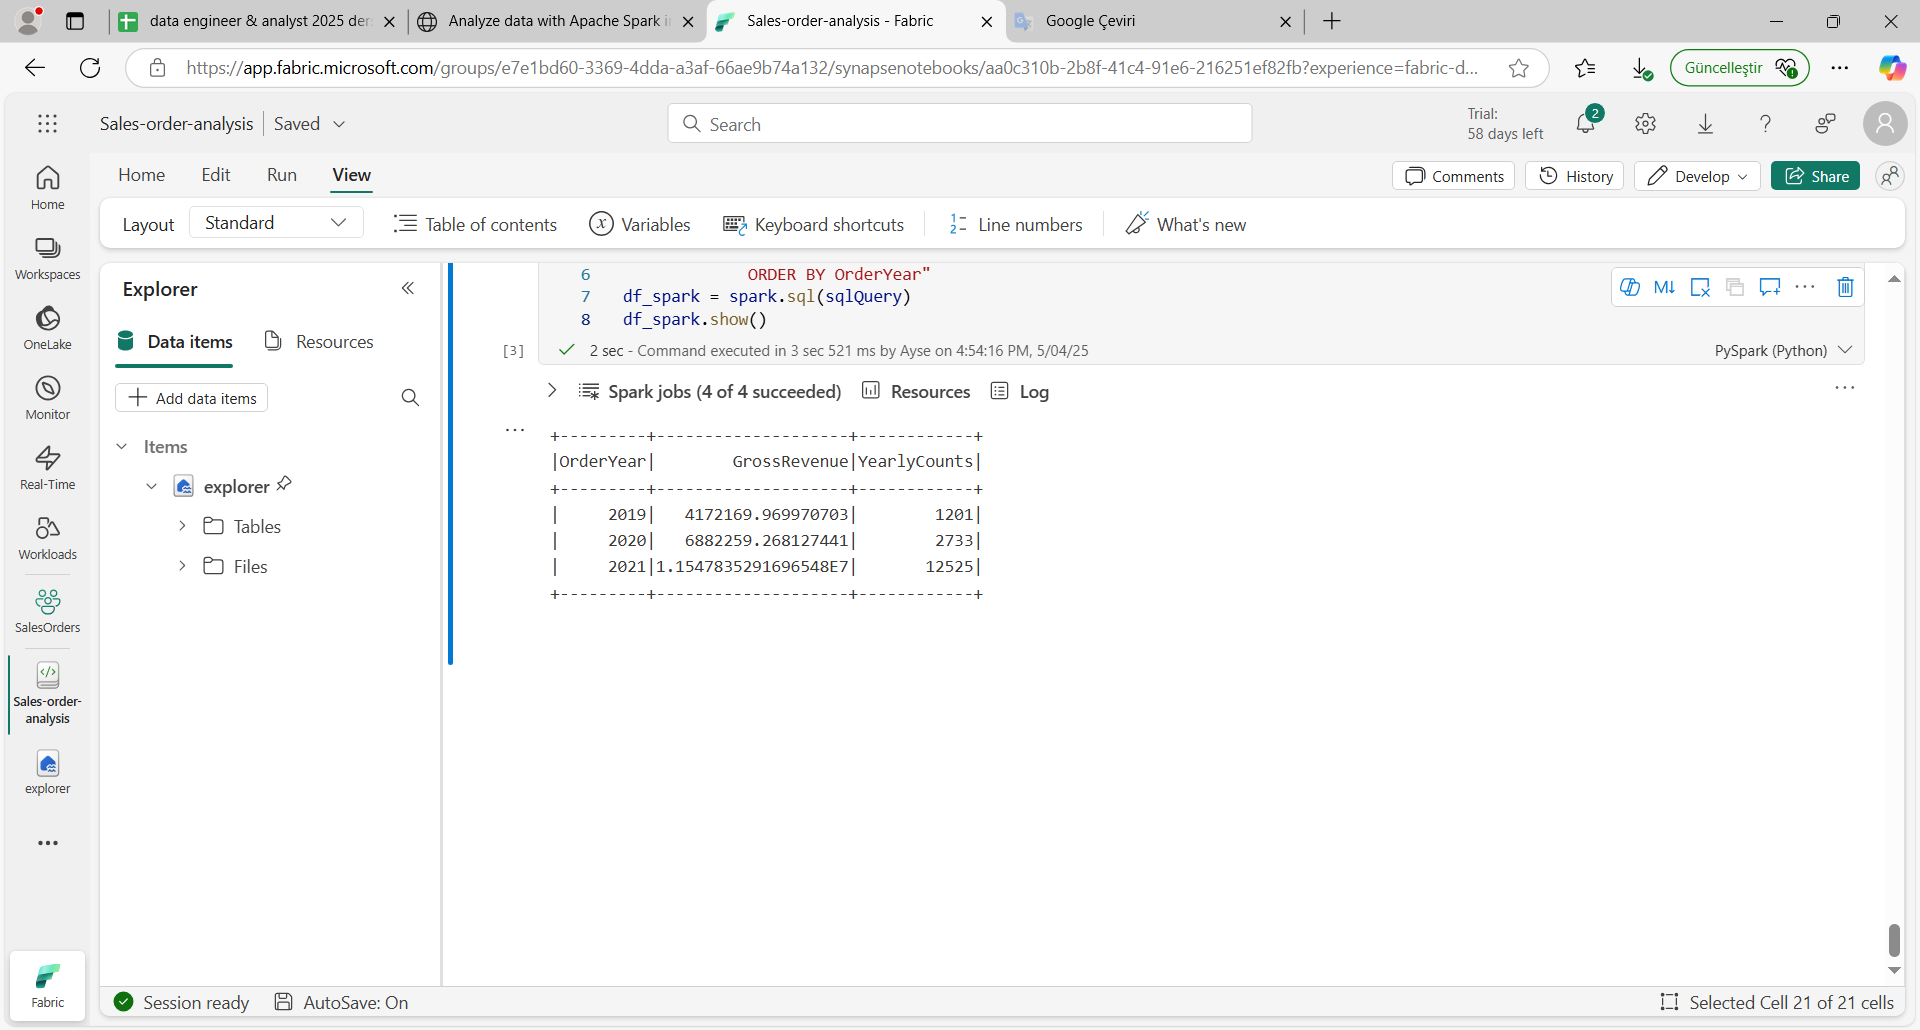 data engineer & analyst 2025 der
Analyze data with Apache Spark i
Sales-order-analysis - Fabric
Google Çeviri
https://app.fabric.microsoft.com/groups/e7e1bd60-3369-4dda-a3af-66ae9b74a132/synapsenotebooks/aa0c310b-2b8f-41c4-91e6-216251ef82fb?experience=fabric-d...
Güncelleştir
Sales-order-analysis
Saved
Search
Trial:
58 days left
2
Home
Edit
Run
View
Comments
History
Develop
Share
Layout
Standard
Table of contents
Variables
Keyboard shortcuts
Line numbers
What's new
Home
Workspaces
OneLake
Monitor
Real-Time
Workloads
SalesOrders
Sales-order-
analysis
explorer
Fabric
Explorer
Data items
Resources
Add data items
Items
explorer
Tables
Files
6 ORDER BY OrderYear"
7 df_spark = spark.sql(sqlQuery)
8 df_spark.show()
[3] 2 sec - Command executed in 3 sec 521 ms by Ayse on 4:54:16 PM, 5/04/25
PySpark (Python)
Spark jobs (4 of 4 succeeded) Resources Log
+---------+--------------------+------------+
|OrderYear|        GrossRevenue|YearlyCounts|
+---------+--------------------+------------+
|     2019|   4172169.969970703|        1201|
|     2020|   6882259.268127441|        2733|
|     2021|1.1547835291696548E7|       12525|
+---------+--------------------+------------+
Session ready
AutoSave: On
Selected Cell 21 of 21 cells